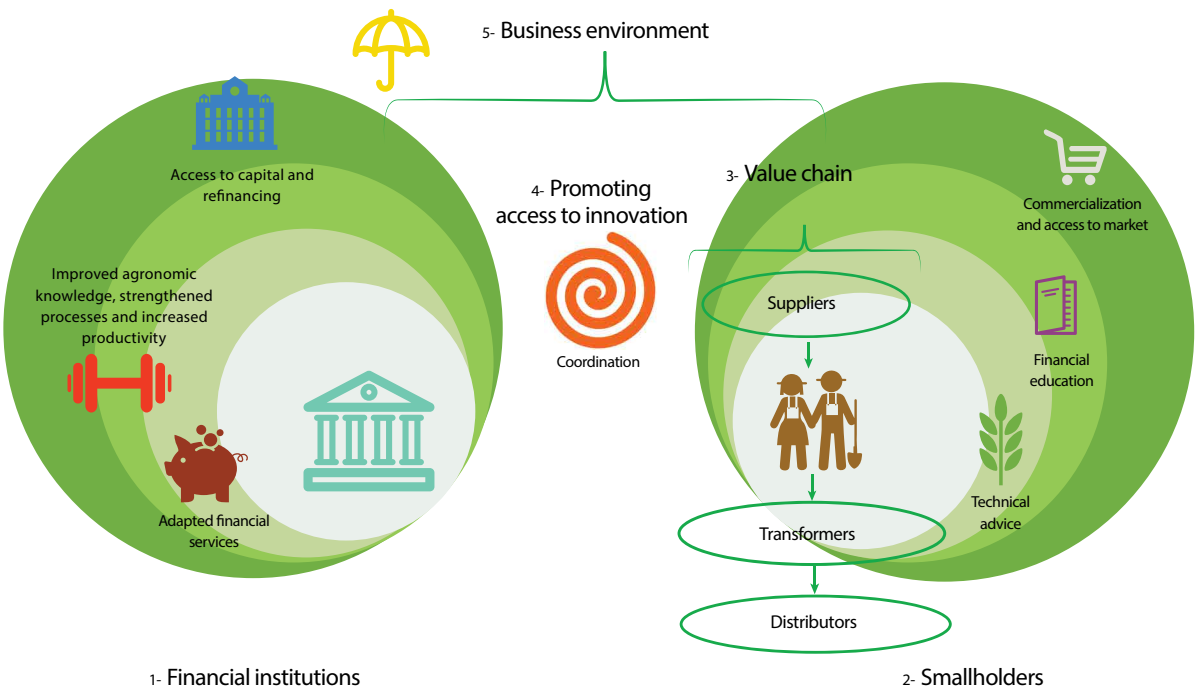 5- Business environment
Access to capital and
refinancing
Improved agronomic
knowledge, strengthened
processes and increased
productivity
Adapted financial
services
1- Financial institutions
4- Promoting
access to innovation
Coordination
3- Value chain
Suppliers
Transformers
Distributors
Commercialization
and access to market
Financial
education
Technical
advice
2- Smallholders